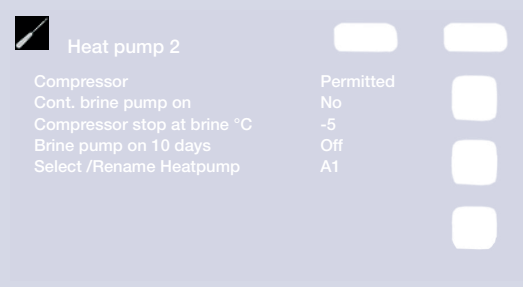 Heat pump 2
Compressor Permitted
Cont. brine pump on No
Compressor stop at brine °C -5
Brine pump on 10 days Off
Select /Rename Heatpump A1